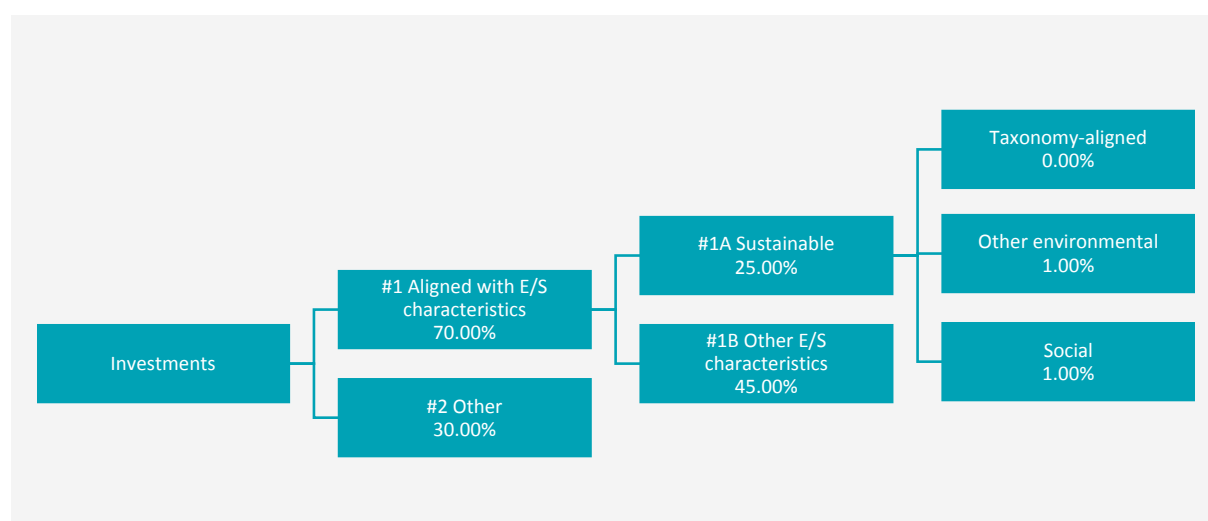 Investments
#1 Aligned with E/S
characteristics
70.00%
#2 Other
30.00%
#1A Sustainable
25.00%
#1B Other E/S
characteristics
45.00%
Taxonomy-aligned
0.00%
Other environmental
1.00%
Social
1.00%